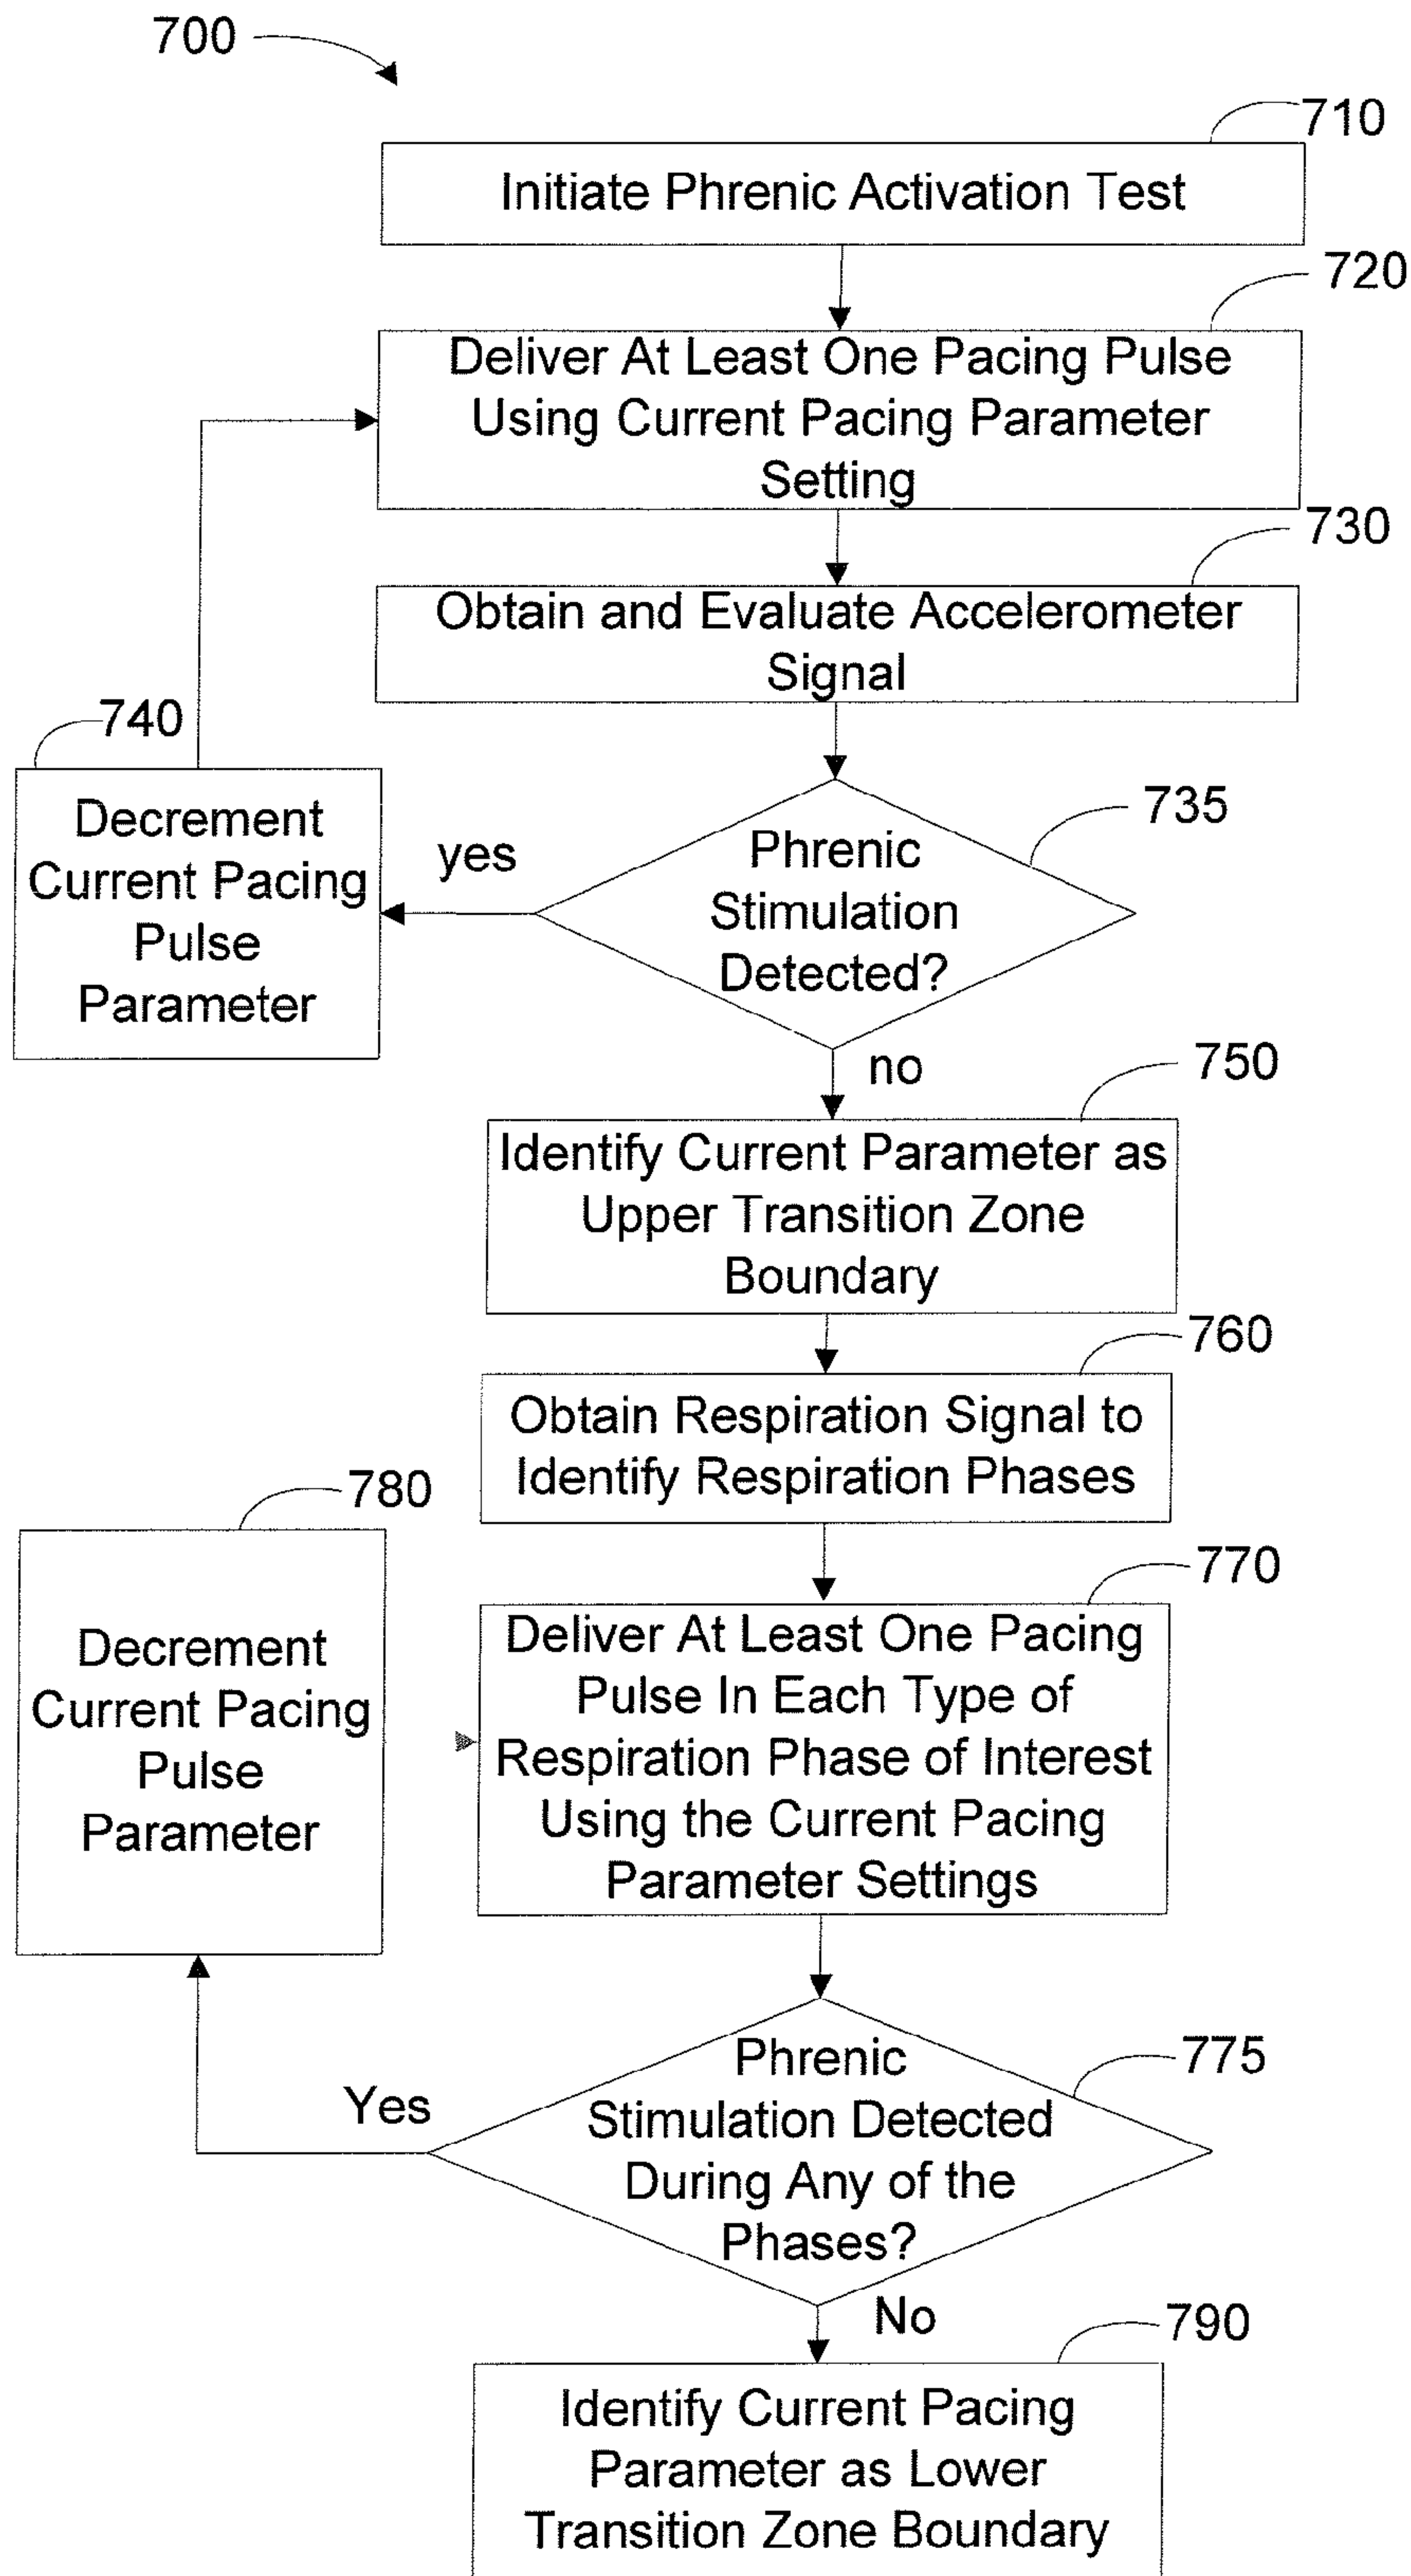 700
710
Initiate Phrenic Activation Test
720
Deliver At Least One Pacing Pulse
Using Current Pacing Parameter
Setting
730
Obtain and Evaluate Accelerometer
Signal
740
Decrement
Current Pacing
Pulse
Parameter
yes
735
Phrenic
Stimulation
Detected?
no
750
Identify Current Parameter as
Upper Transition Zone
Boundary
760
Obtain Respiration Signal to
Identify Respiration Phases
780
Decrement
Current Pacing
Pulse
Parameter
770
Deliver At Least One Pacing
Pulse In Each Type of
Respiration Phase of Interest
Using the Current Pacing
Parameter Settings
775
Phrenic
Stimulation Detected
During Any of the
Phases?
Yes
No
790
Identify Current Pacing
Parameter as Lower
Transition Zone Boundary